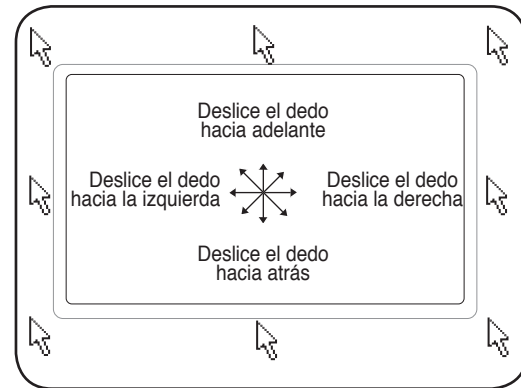 Deslice el dedo
hacia adelante
Deslice el dedo
hacia la izquierda
Deslice el dedo
hacia la derecha
Deslice el dedo
hacia atrás